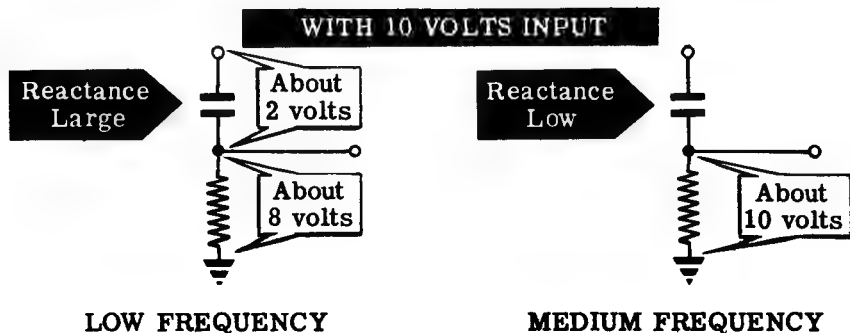 WITH 10 VOLTS INPUT
Reactance
Large
About
2 volts
About
8 volts
LOW FREQUENCY
Reactance
Low
About
10 volts
MEDIUM FREQUENCY